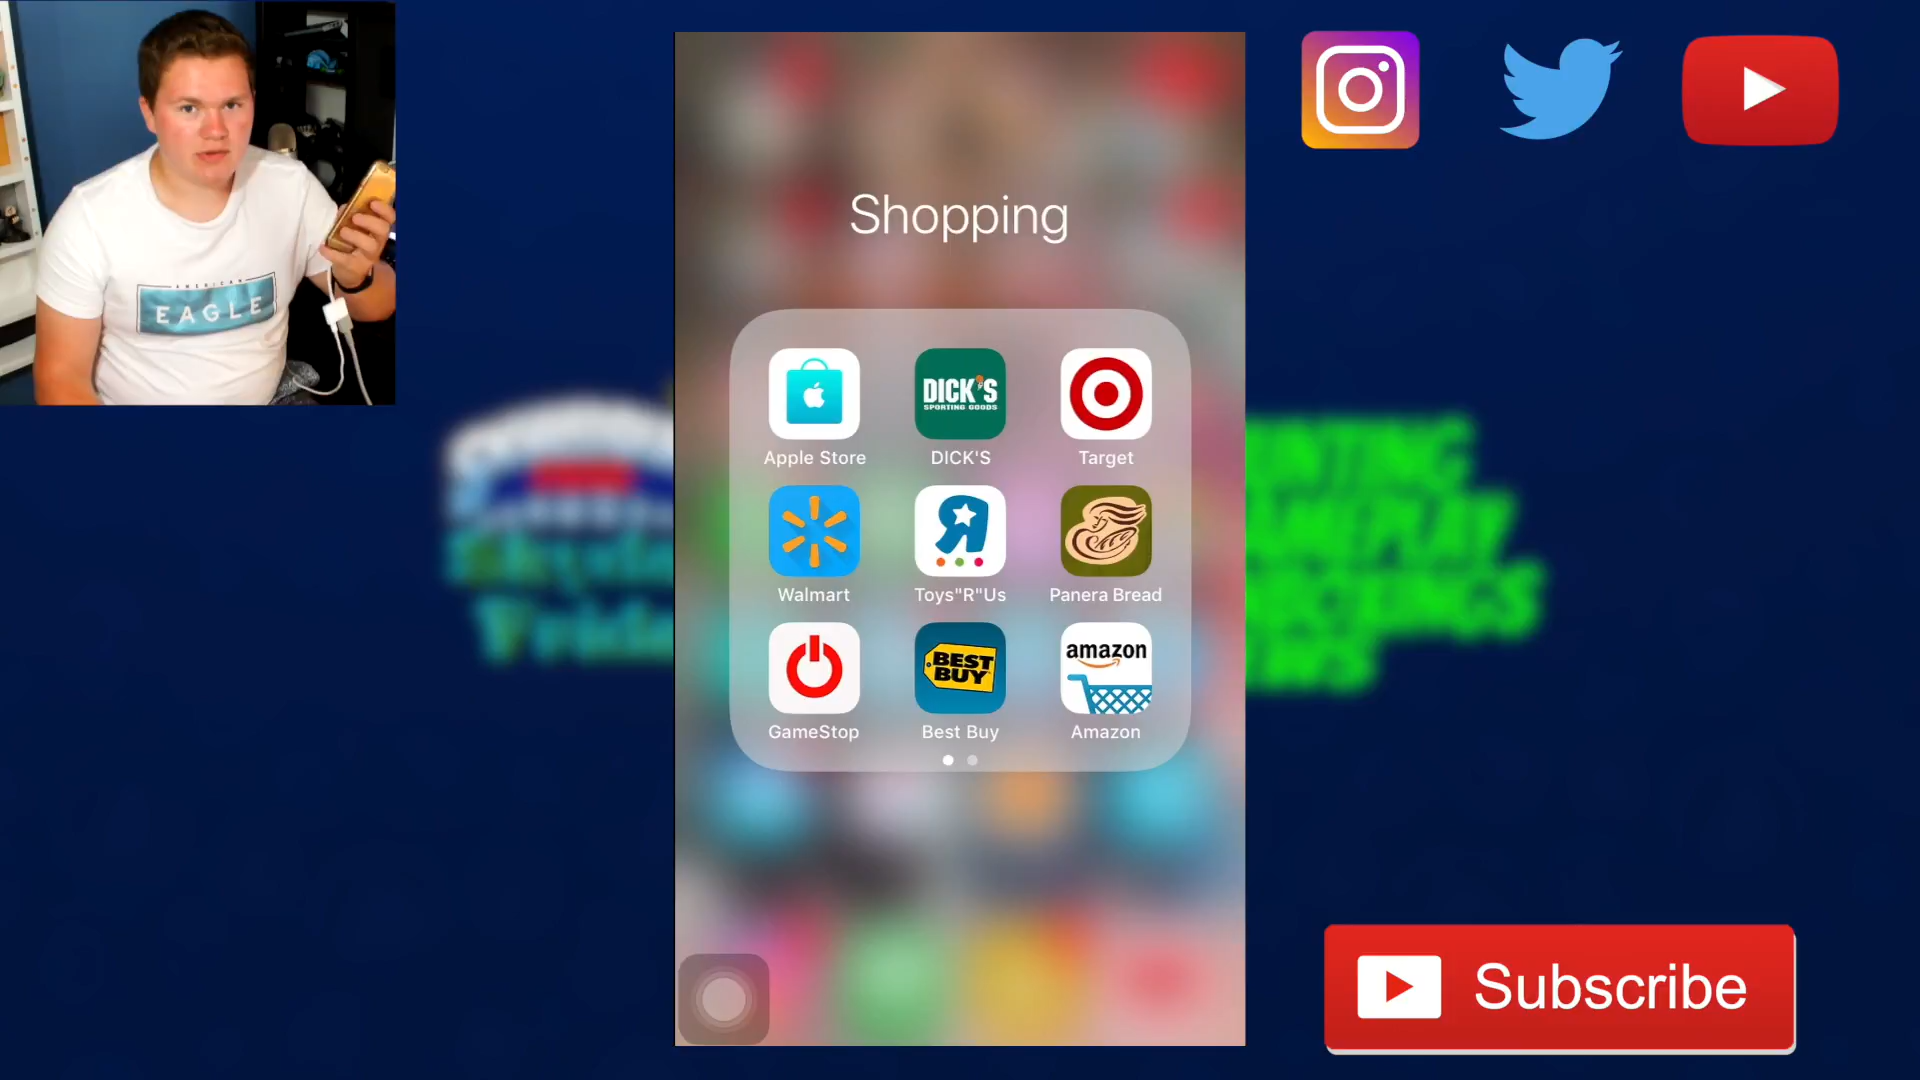 AMERICAN
EAGLE
Shopping
DICK'S
SPORTING GOODS
Apple Store
DICK'S
Target
Walmart
Toys"R"Us
Panera Bread
BEST
BUY
amazon
GameStop
Best Buy
Amazon
Subscribe